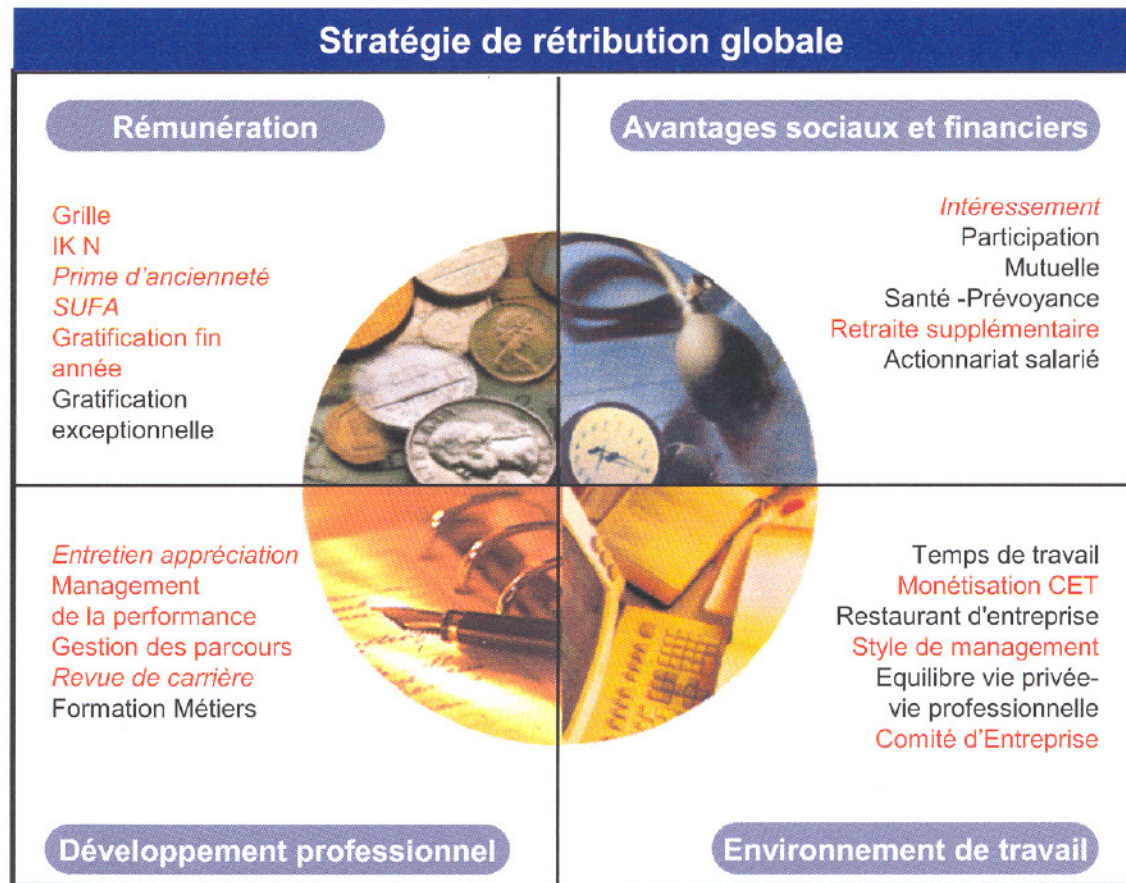 Stratégie de rétribution globale
Rémunération
Grille
IK N
Prime d'ancienneté
SUFA
Gratification fin
année
Gratification
exceptionnelle
Avantages sociaux et financiers
Intéressement
Participation
Mutuelle
Santé -Prévoyance
Retraite supplémentaire
Actionnariat salarié
Entretien appréciation
Management
de la performance
Gestion des parcours
Revue de carrière
Formation Métiers
Développement professionnel
Temps de travail
Monétisation CET
Restaurant d'entreprise
Style de management
Equilibre vie privée-
vie professionnelle
Comité d'Entreprise
Environnement de travail